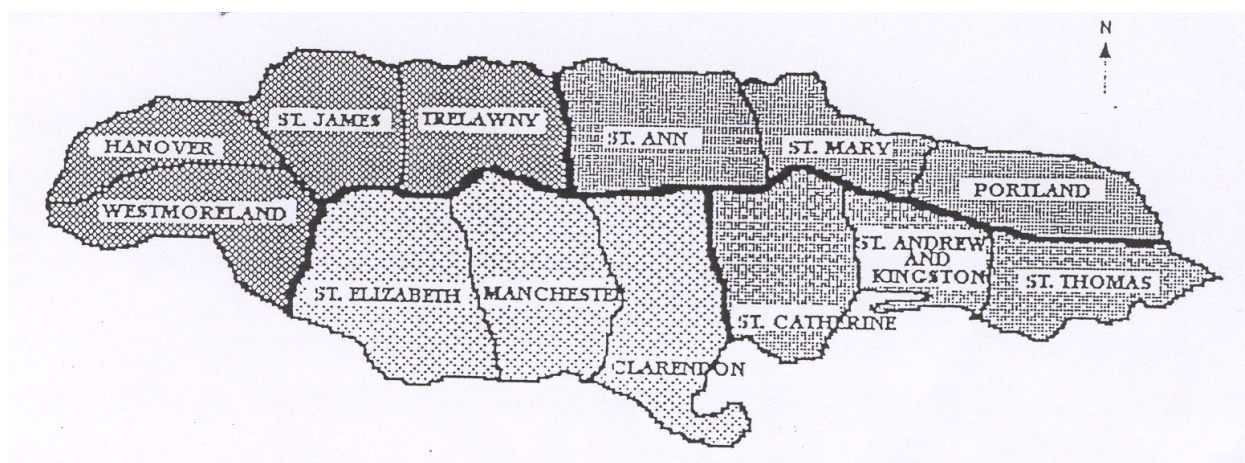 N
ST. JAMES
TRELAWNY
HANOVER
ST. ANN
ST. MARY
PORTLAND
WESTMORELAND
ST. ANDREW
AND
KINGSTON
ST. ELIZABETH
MANCHESTER
ST. THOMAS
ST. CATHERINE
CLARENDON